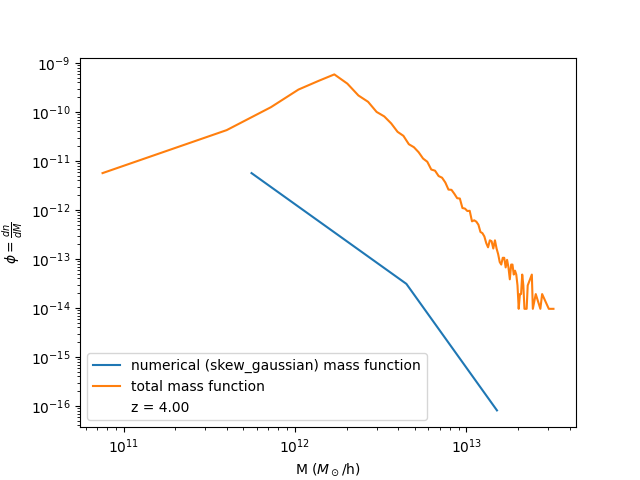 10⁻⁹
10⁻¹⁰
10⁻¹¹
10⁻¹²
10⁻¹³
10⁻¹⁴
10⁻¹⁵
10⁻¹⁶
ϕ = dn/dM
numerical (skew_gaussian) mass function
total mass function
z = 4.00
10¹¹ 10¹² 10¹³
M (M⊙/h)